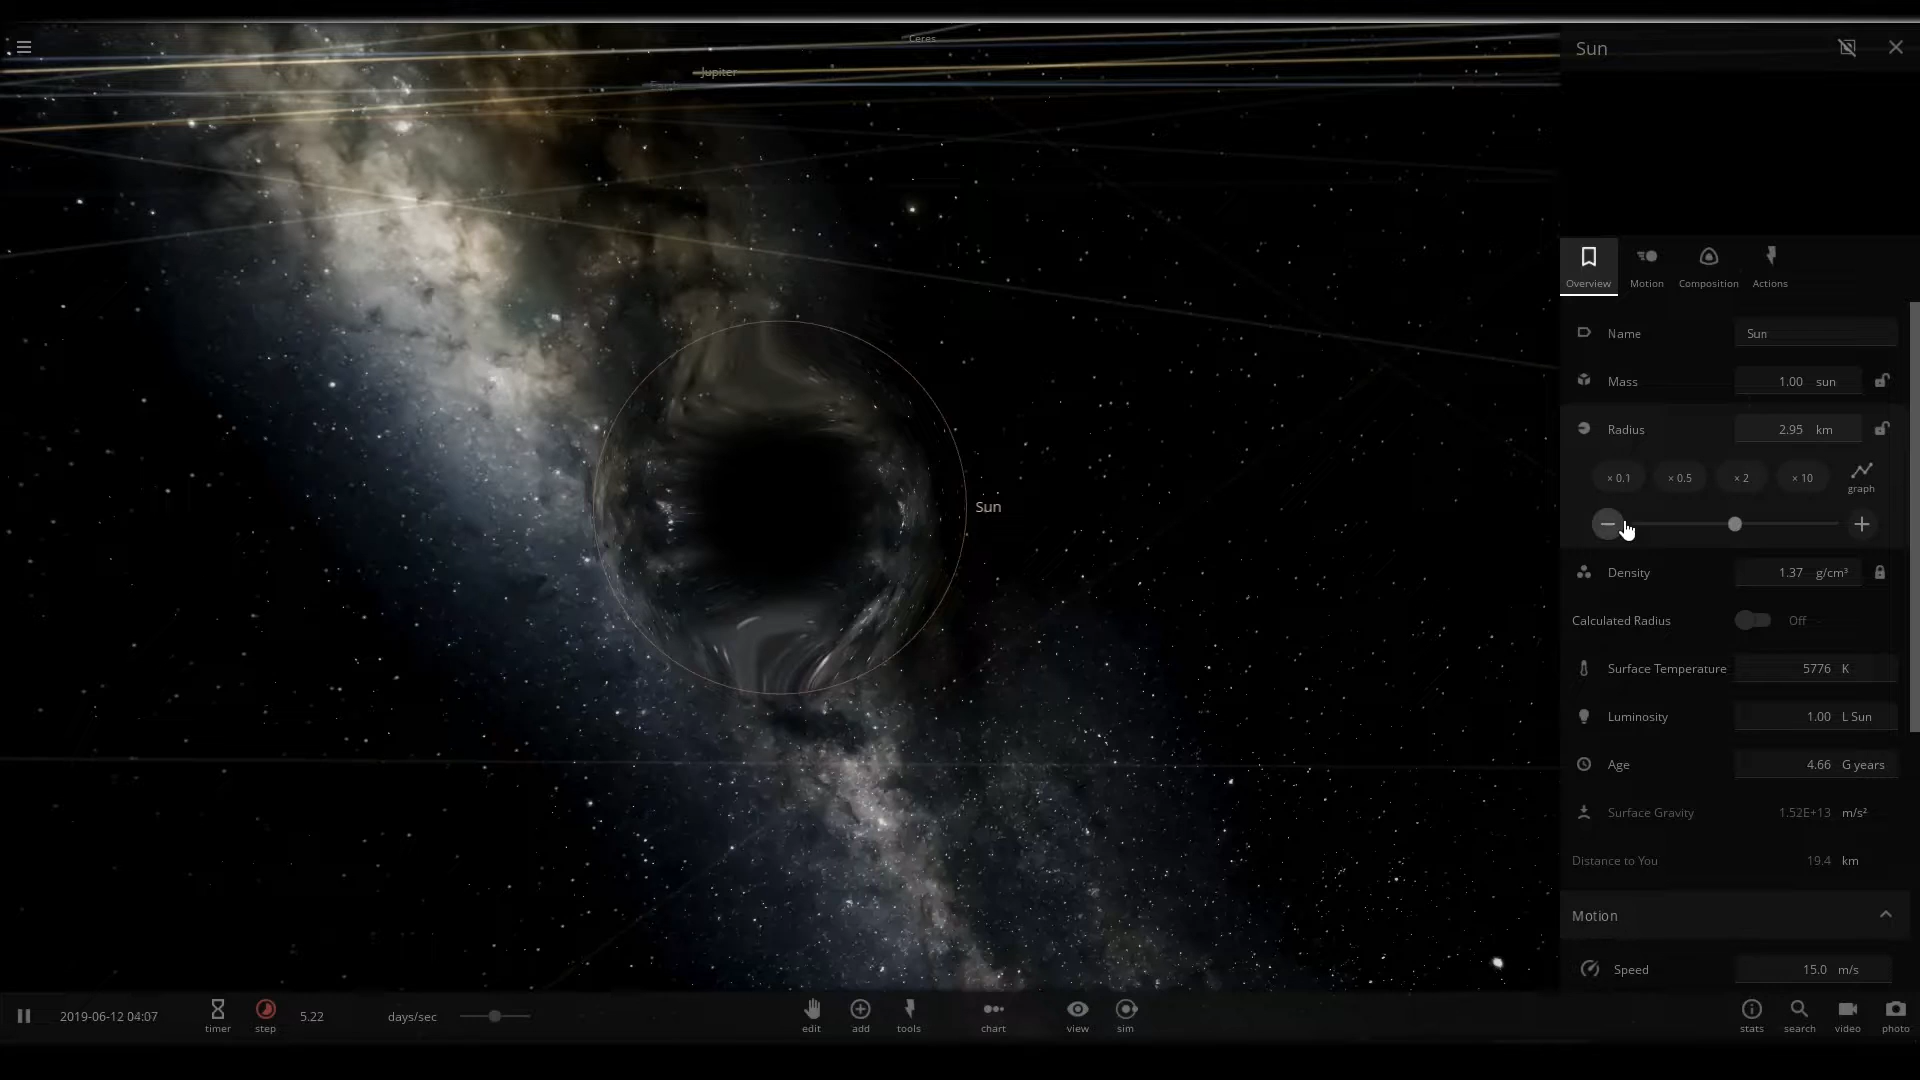 Ceres
Jupiter
Sun
Sun
Overview
Motion
Composition
Actions
Name Sun
Mass 1.00 sun
Radius 2.95 km
× 0.1 × 0.5 × 2 × 10 graph
Density 1.37 g/cm³
Calculated Radius Off
Surface Temperature 5776 K
Luminosity 1.00 L Sun
Age 4.66 G years
Surface Gravity 1.52E+13 m/s²
Distance to You 19.4 km
Motion
Speed 15.0 m/s
2019-06-12 04:07
timer
step
5.22 days/sec
edit
add
tools
chart
view
sim
stats
search
video
photo